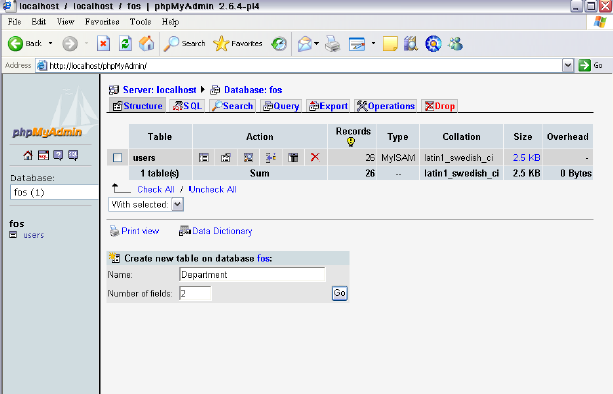 localhost / localhost / fos | phpMyAdmin 2.6.4-pl4
File Edit View Favorites Tools Help
Back Search Favorites
Address http://localhost/phpMyAdmin/ Go
phpMyAdmin
Database:
fos (1)
fos
users
Server: localhost Database: fos
Structure SQL Search Query Export Operations Drop
Table Action Records Type Collation Size Overhead
users 26 MyISAM latin1_swedish_ci 2.5 KB -
1 table(s) Sum 26 -- latin1_swedish_ci 2.5 KB 0 Bytes
Check All / Uncheck All
With selected:
Print view Data Dictionary
Create new table on database fos:
Name: Department
Number of fields: 2 Go